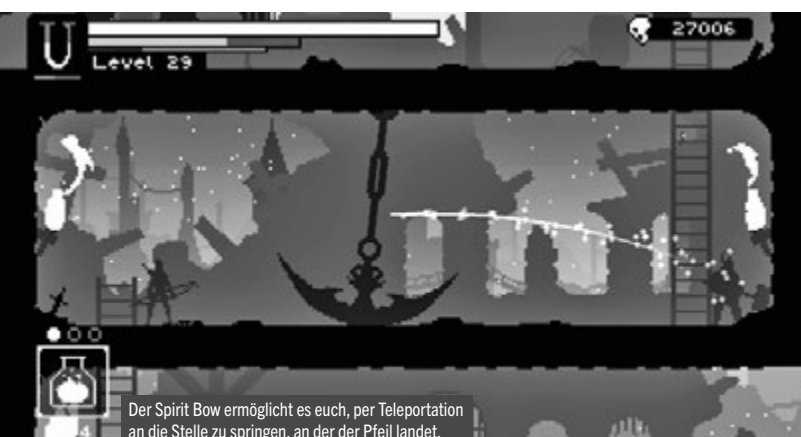 27006
Level 29
4
Der Spirit Bow ermöglicht es euch, per Teleportation
an die Stelle zu springen, an der der Pfeil landet.